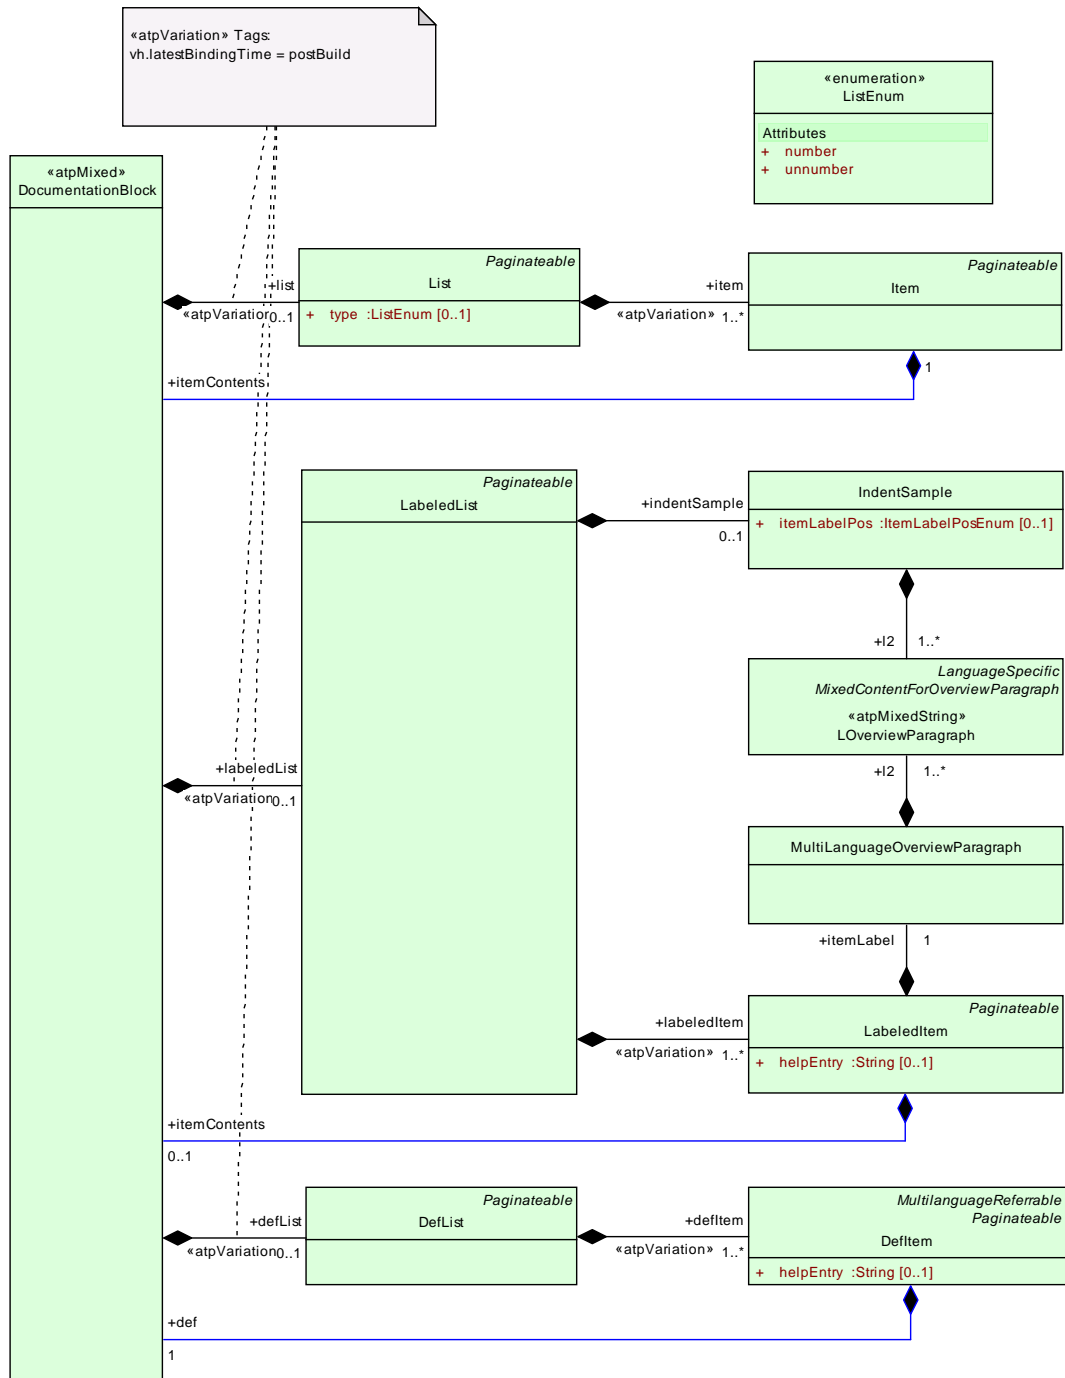 «atpVariation» Tags:
vh.latestBindingTime = postBuild
«enumeration»
ListEnum
Attributes
+ number
+ unnumber
«atpMixed»
DocumentationBlock
Paginateable
List
+ type :ListEnum [0..1]
Paginateable
Item
+list
«atpVariation
0..1
+item
«atpVariation» 1..*
+itemContents
1
Paginateable
LabeledList
+indentSample
0..1
IndentSample
+ itemLabelPos :ItemLabelPosEnum [0..1]
+l2 1..*
LanguageSpecific
MixedContentForOverviewParagraph
«atpMixedString»
LOverviewParagraph
+l2 1..*
+labeledList
«atpVariation
0..1
MultiLanguageOverviewParagraph
+itemLabel 1
+labeledItem
«atpVariation» 1..*
Paginateable
LabeledItem
+ helpEntry :String [0..1]
+itemContents
0..1
+defList
«atpVariation
0..1
Paginateable
DefList
+defItem
«atpVariation» 1..*
MultilanguageReferrable
Paginateable
DefItem
+ helpEntry :String [0..1]
+def
1